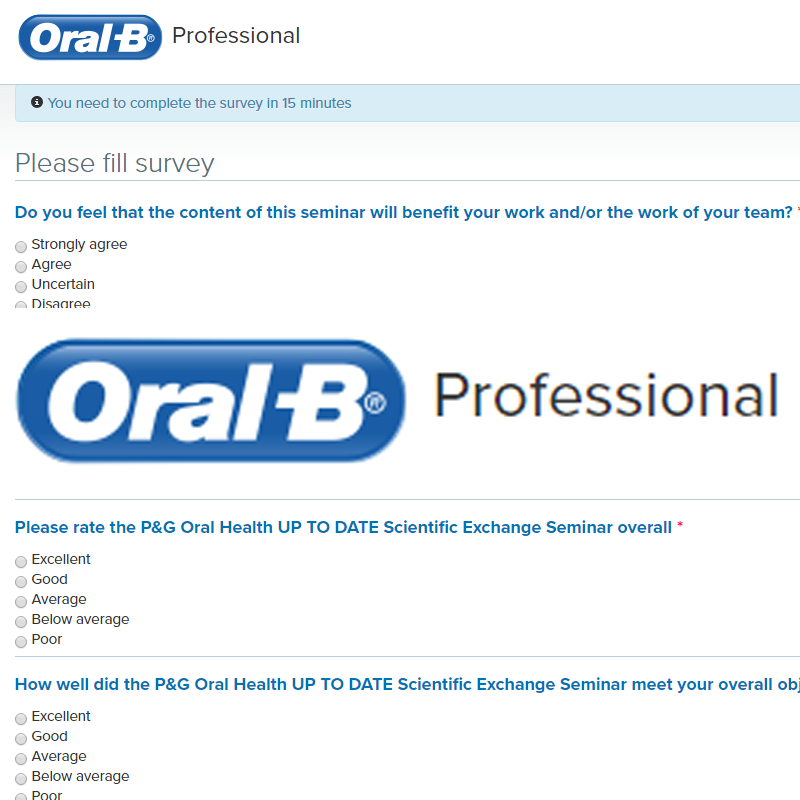 Oral-B® Professional
You need to complete the survey in 15 minutes
Please fill survey
Do you feel that the content of this seminar will benefit your work and/or the work of your team? *
Strongly agree
Agree
Uncertain
Disagree
Oral-B® Professional
Please rate the P&G Oral Health UP TO DATE Scientific Exchange Seminar overall *
Excellent
Good
Average
Below average
Poor
How well did the P&G Oral Health UP TO DATE Scientific Exchange Seminar meet your overall
Excellent
Good
Average
Below average
Poor